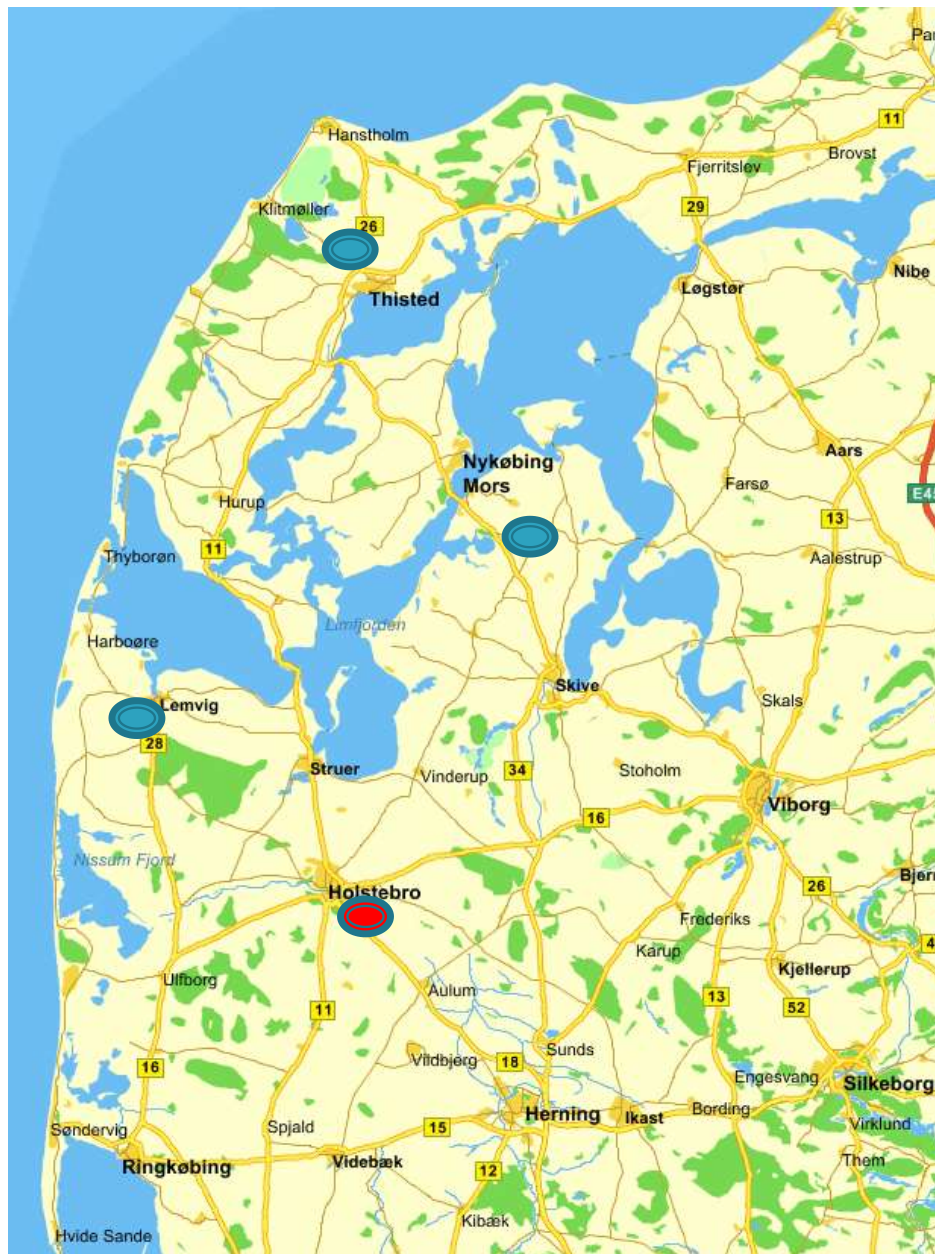 Par
11
Hanstholm
Brovst
Fjerritslev
Klitmøller
29
26
Nibe
Løgstør
Thisted
Aars
Nykøbing
Mors
Farsø
E45
Hurup
13
11
Thyborøn
Aalestrup
Limfjorden
Harboøre
Skive
Skals
Lemvig
28
Struer
Vinderup
34
Stoholm
Viborg
16
Nissum Fjord
Bjerr
Holstebro
26
Frederiks
4
Karup
Kjellerup
Ulfborg
Aulum
13
52
11
Sunds
Vildbjerg
18
16
Engesvang
Silkeborg
Herning
Ikast
Bording
Virklund
Søndervig
Spjald
15
Ringkøbing
Videbæk
12
Them
Kibæk
Hvide Sande